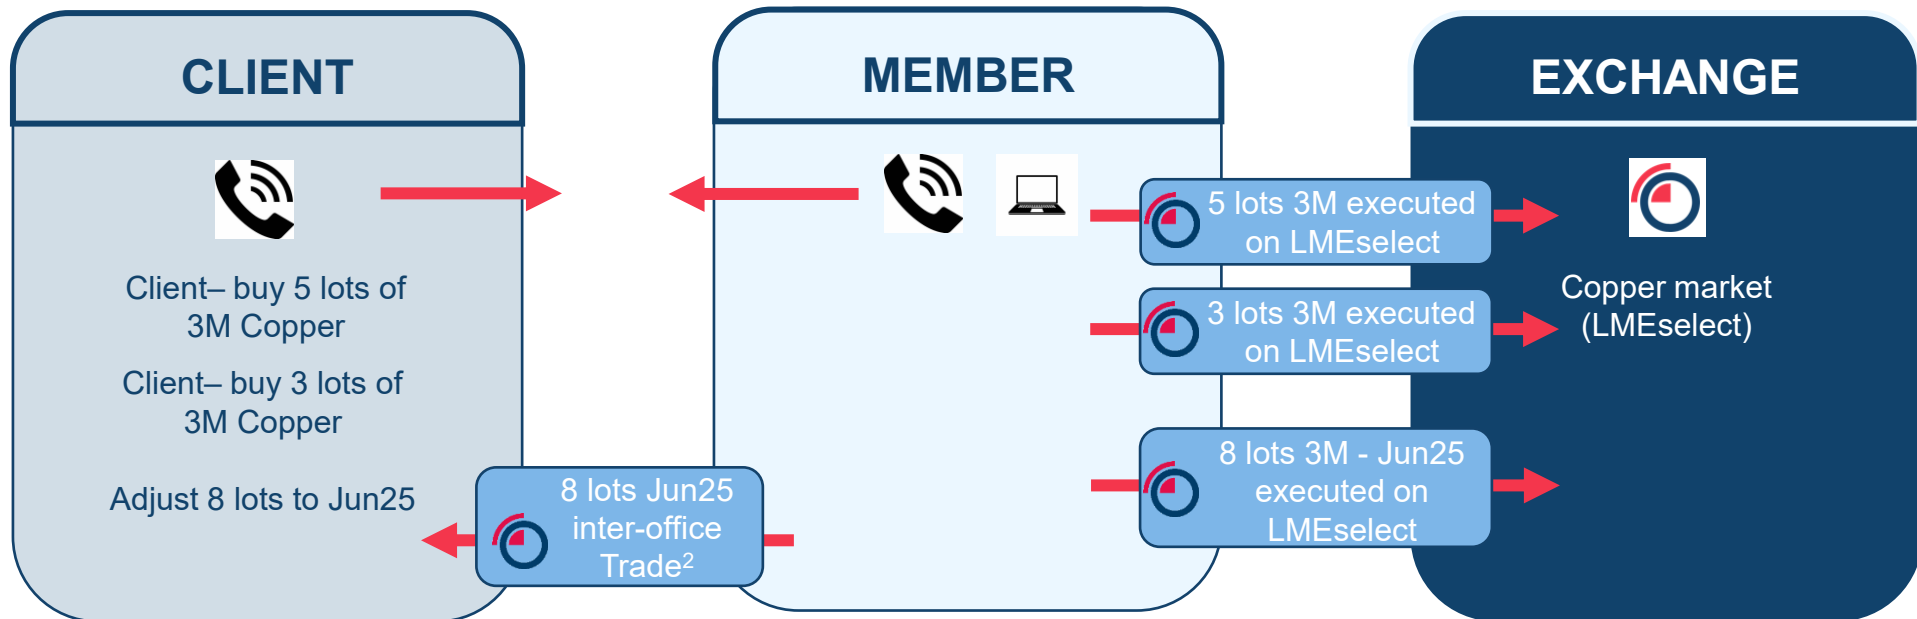 CLIENT
MEMBER
EXCHANGE
Client– buy 5 lots of
3M Copper
Client– buy 3 lots of
3M Copper
Adjust 8 lots to Jun25
8 lots Jun25
inter-office
Trade²
5 lots 3M executed
on LMEselect
3 lots 3M executed
on LMEselect
8 lots 3M - Jun25
executed on
LMEselect
Copper market
(LMEselect)